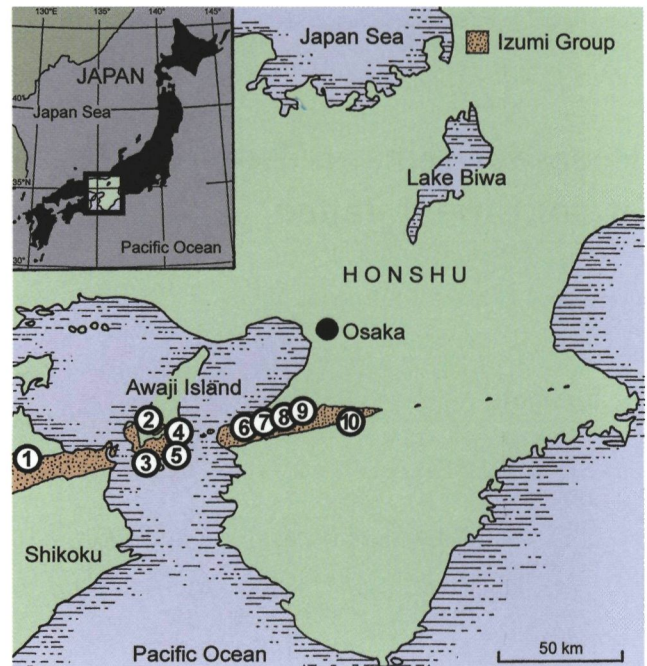 130°E 135° 140° 145°
JAPAN
40°
Japan Sea
35°N
Pacific Ocean
30°
Japan Sea
Izumi Group
Lake Biwa
HONSHU
Osaka
Awaji Island
2
4
6 7 8 9
10
1
3 5
Shikoku
Pacific Ocean
50 km